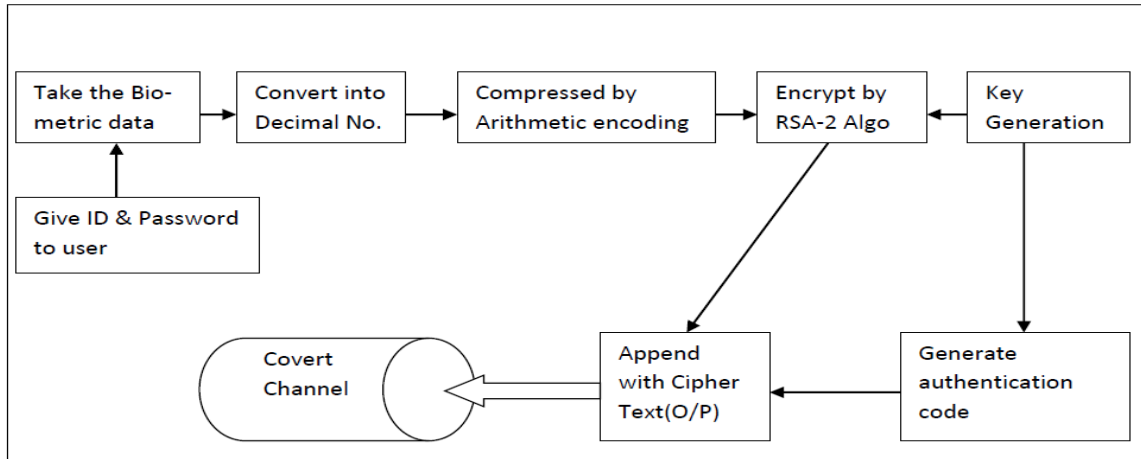 Take the Bio-
metric data
Convert into
Decimal No.
Compressed by
Arithmetic encoding
Encrypt by
RSA-2 Algo
Key
Generation
Give ID & Password
to user
Covert
Channel
Append
with Cipher
Text(O/P)
Generate
authentication
code